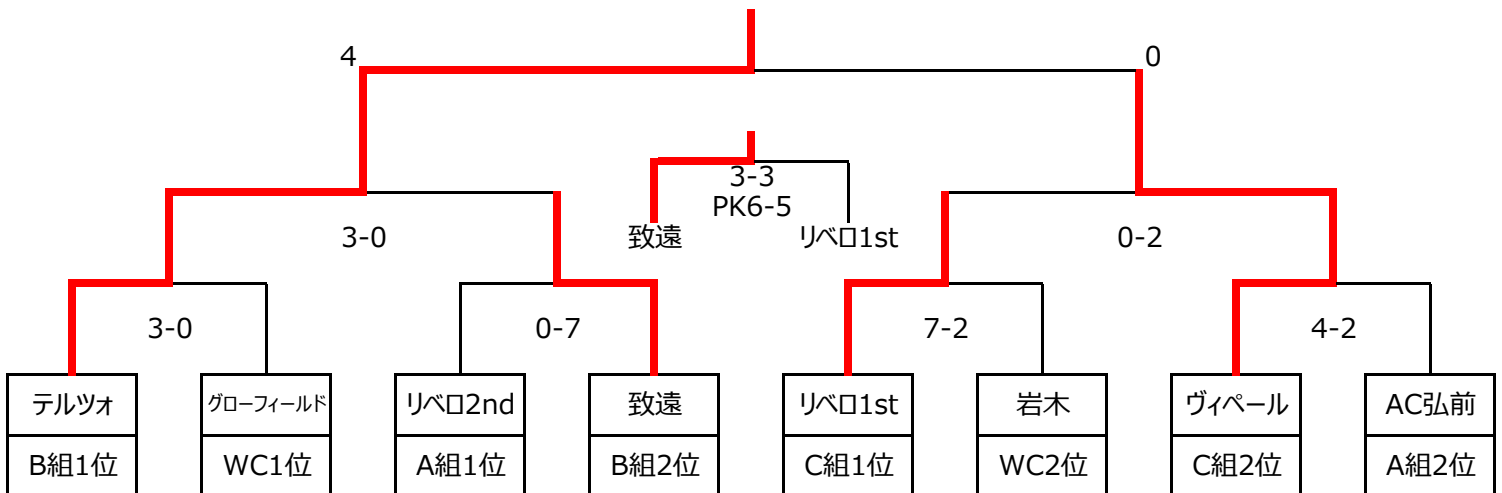 4 0
3-3
PK6-5
3-0 致遠 リベロ1st 0-2
3-0 0-7 7-2 4-2
テルツォ グローフィールド リベロ2nd 致遠 リベロ1st 岩木 ヴィペール AC弘前
B組1位 WC1位 A組1位 B組2位 C組1位 WC2位 C組2位 A組2位